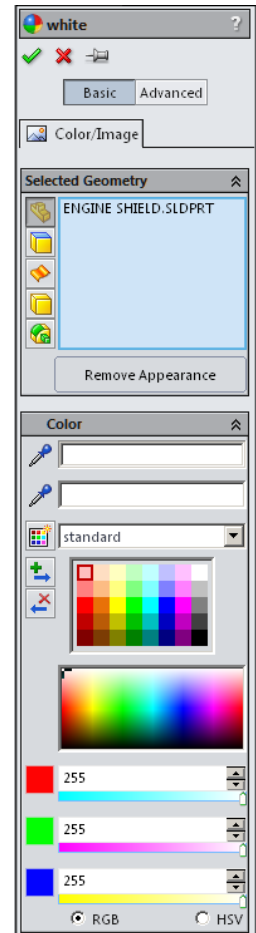 white ?
Basic Advanced
Color/Image
Selected Geometry
ENGINE SHIELD.SLDPRT
Remove Appearance
Color
standard
255
255
255
RGB HSV